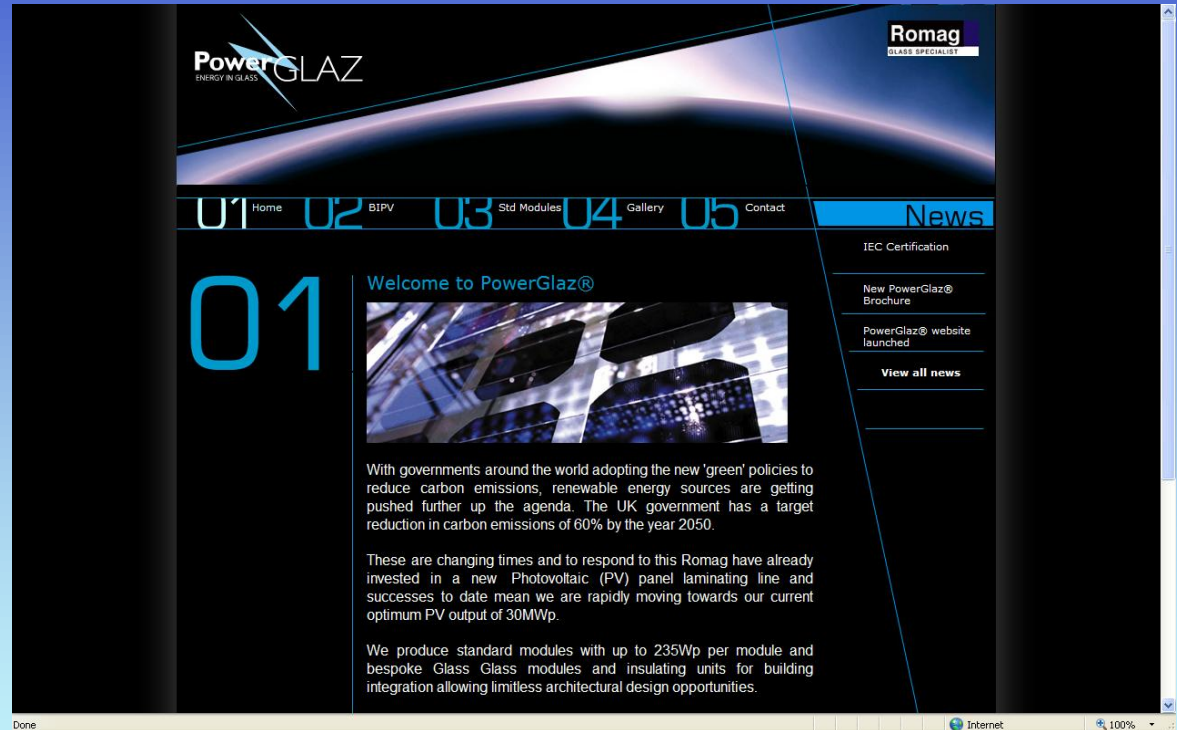 Power GLAZ
ENERGY IN GLASS
Romag
GLASS SPECIALIST
01 Home 02 BIPV 03 Std Modules 04 Gallery 05 Contact
News
IEC Certification
New PowerGlaz®
Brochure
PowerGlaz® website
launched
View all news
01
Welcome to PowerGlaz®
With governments around the world adopting the new 'green' policies to
reduce carbon emissions, renewable energy sources are getting
pushed further up the agenda. The UK government has a target
reduction in carbon emissions of 60% by the year 2050.
These are changing times and to respond to this Romag have already
invested in a new Photovoltaic (PV) panel laminating line and
successes to date mean we are rapidly moving towards our current
optimum PV output of 30MWp.
We produce standard modules with up to 235Wp per module and
bespoke Glass Glass modules and insulating units for building
integration allowing limitless architectural design opportunities.
Done
Internet
100%